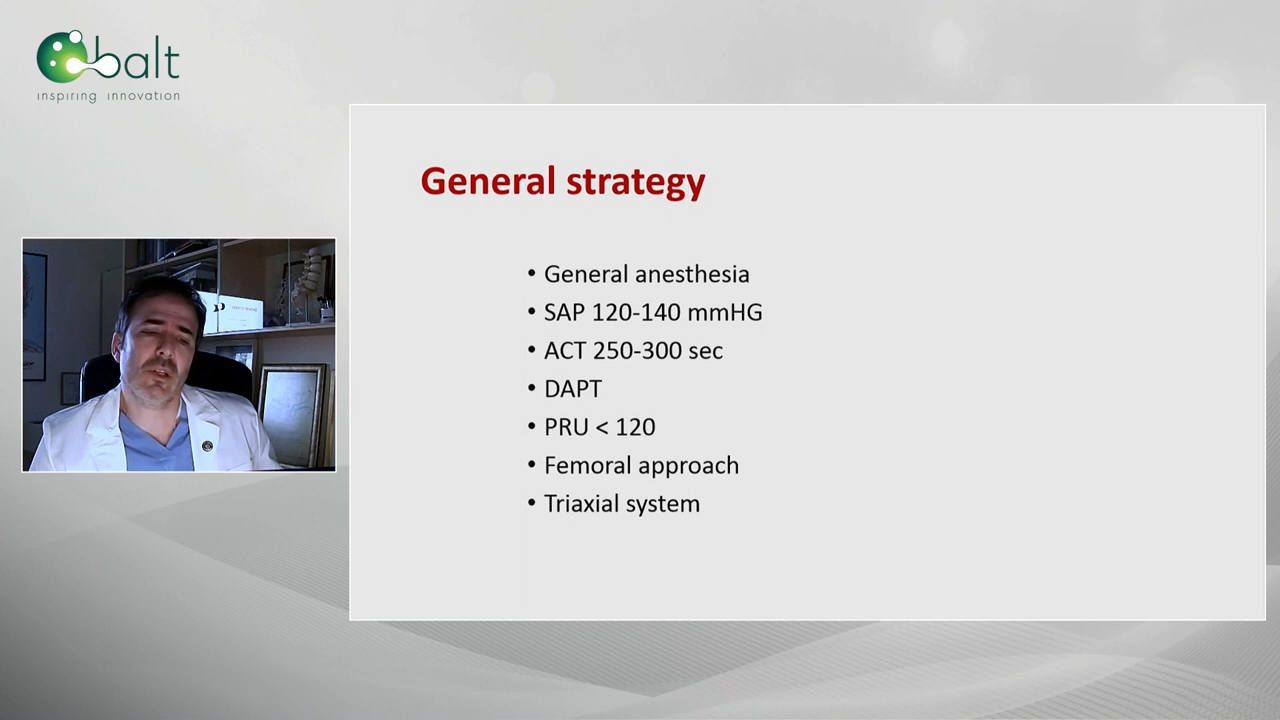 balt
inspiring innovation
General strategy
• General anesthesia
• SAP 120-140 mmHG
• ACT 250-300 sec
• DAPT
• PRU < 120
• Femoral approach
• Triaxial system